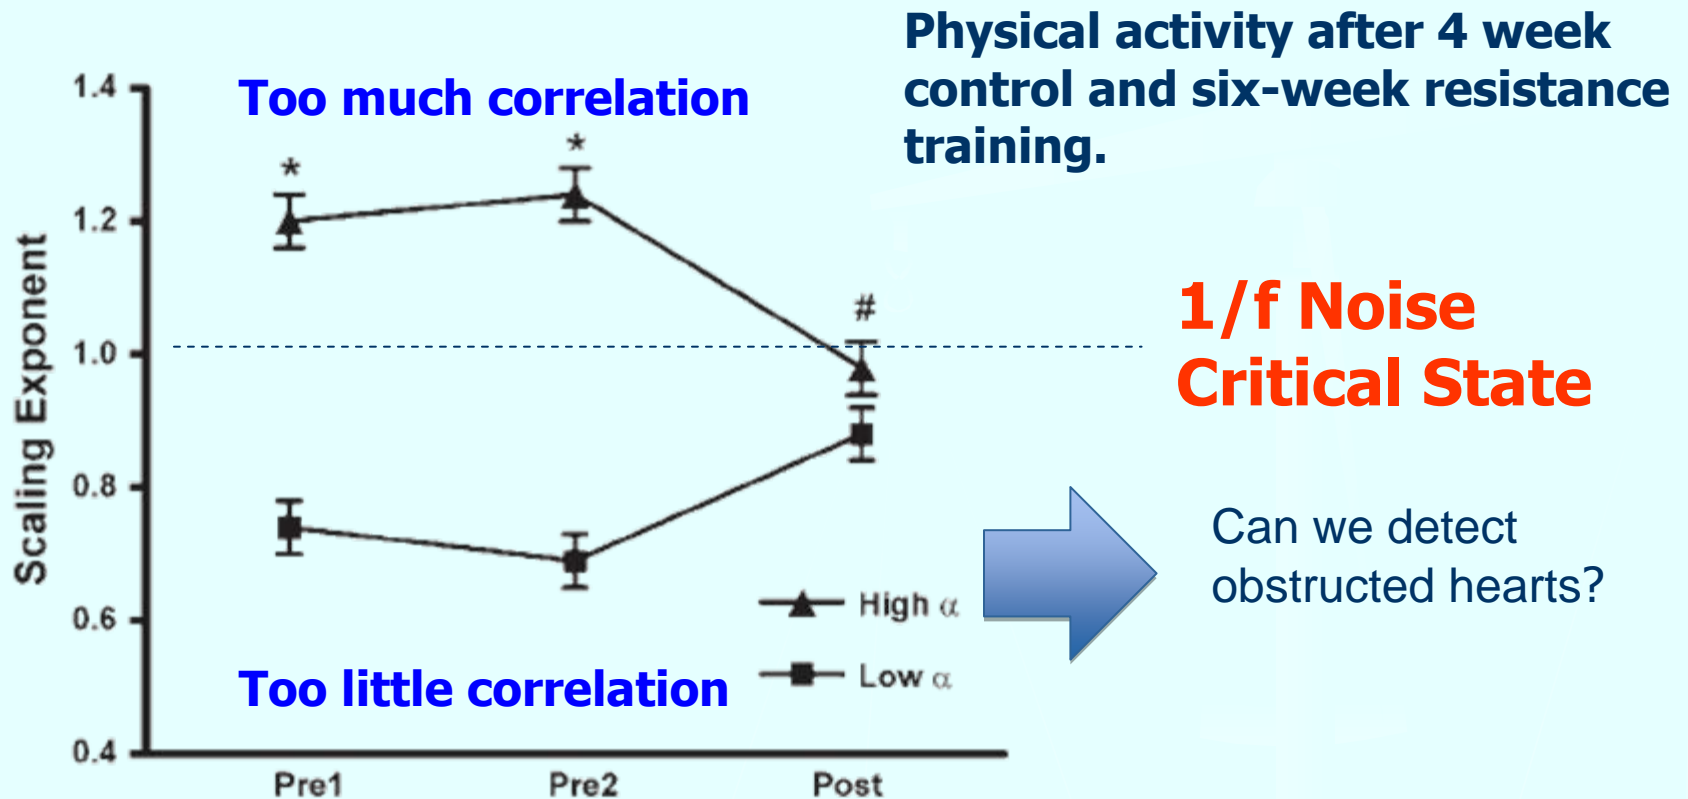 Physical activity after 4 week
control and six-week resistance
training.
Too much correlation
1.4
1.2
1.0
0.8
0.6
0.4
Scaling Exponent
*
*
#
1/f Noise
Critical State
Can we detect
obstructed hearts?
High α
Low α
Too little correlation
Pre1
Pre2
Post